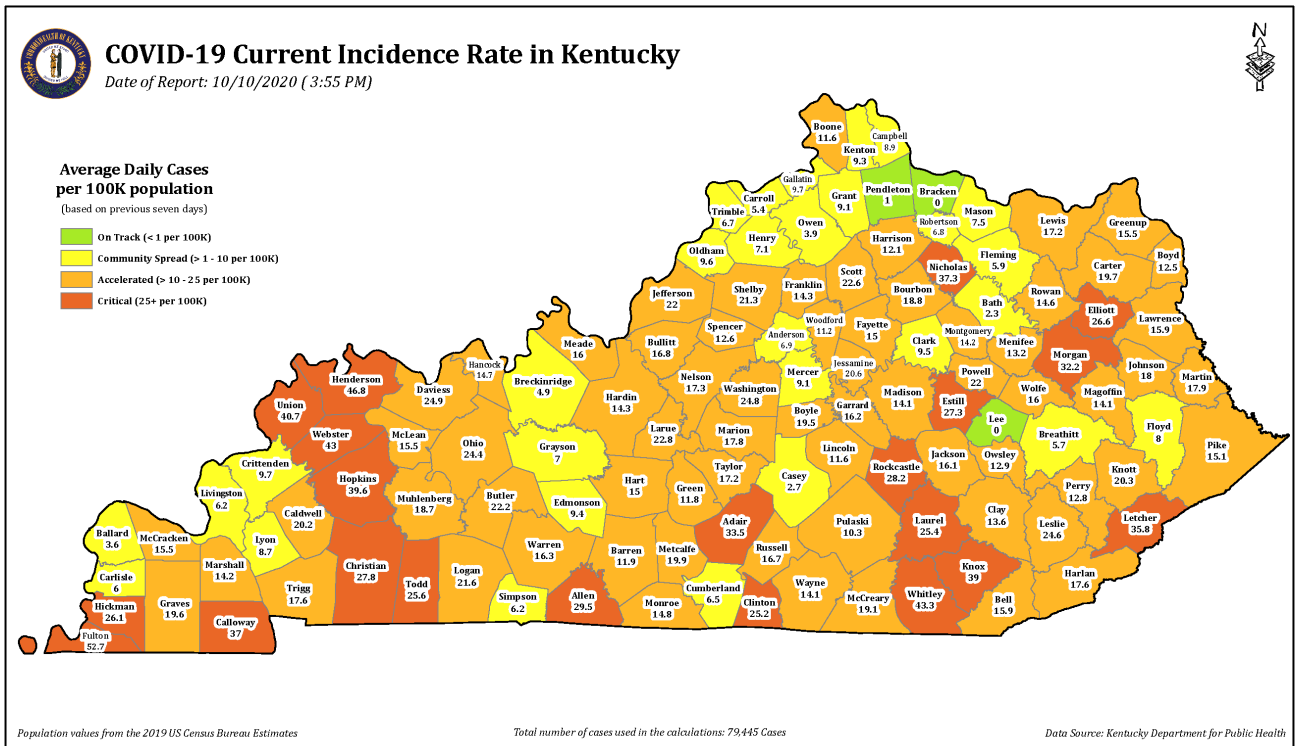 COVID-19 Current Incidence Rate in Kentucky
Date of Report: 10/10/2020 ( 3:55 PM)
N
Average Daily Cases
per 100K population
(based on previous seven days)
On Track (< 1 per 100K)
Community Spread (> 1 - 10 per 100K)
Accelerated (> 10 - 25 per 100K)
Critical (25+ per 100K)
Boone
11.6
Kenton
9.3
Campbell
8.9
Gallatin
9.7
Carroll
5.4
Trimble
6.7
Grant
9.1
Pendleton
1
Bracken
0
Owen
3.9
Henry
7.1
Oldham
9.6
Robertson
6.8
Mason
7.5
Lewis
17.2
Greenup
15.5
Harrison
12.1
Nicholas
37.3
Fleming
5.9
Carter
19.7
Boyd
12.5
Jefferson
22
Shelby
21.3
Franklin
14.3
Scott
22.6
Bourbon
18.8
Bath
2.3
Rowan
14.6
Elliott
26.6
Lawrence
15.9
Meade
16
Bullitt
16.8
Spencer
12.6
Anderson
6.9
Woodford
11.2
Fayette
15
Clark
9.5
Montgomery
14.2
Menifee
13.2
Morgan
32.2
Johnson
18
Martin
17.9
Hancock
14.7
Breckinridge
4.9
Hardin
14.3
Nelson
17.3
Washington
24.8
Mercer
9.1
Jessamine
20.6
Madison
14.1
Estill
27.3
Powell
22
Wolfe
16
Magoffin
14.1
Henderson
46.8
Daviess
24.9
Union
40.7
Webster
43
McLean
15.5
Ohio
24.4
Grayson
7
Larue
22.8
Marion
17.8
Boyle
19.5
Garrard
16.2
Lincoln
11.6
Rockcastle
28.2
Jackson
16.1
Lee
0
Owsley
12.9
Breathitt
5.7
Floyd
8
Pike
15.1
Knott
20.3
Perry
12.8
Crittenden
9.7
Livingston
6.2
Hopkins
39.6
Caldwell
20.2
Muhlenberg
18.7
Butler
22.2
Edmonson
9.4
Hart
15
Green
11.8
Taylor
17.2
Casey
2.7
Adair
33.5
Pulaski
10.3
Laurel
25.4
Clay
13.6
Leslie
24.6
Letcher
35.8
Ballard
3.6
McCracken
15.5
Lyon
8.7
Marshall
14.2
Carlisle
6
Hickman
26.1
Fulton
52.7
Graves
19.6
Calloway
37
Trigg
17.6
Christian
27.8
Todd
25.6
Logan
21.6
Warren
16.3
Simpson
6.2
Allen
29.5
Barren
11.9
Metcalfe
19.9
Monroe
14.8
Cumberland
6.5
Russell
16.7
Clinton
25.2
Wayne
14.1
McCreary
19.1
Whitley
43.3
Knox
39
Bell
15.9
Harlan
17.6
Population values from the 2019 US Census Bureau Estimates
Total number of cases used in the calculations: 79,445 Cases
Data Source: Kentucky Department for Public Health